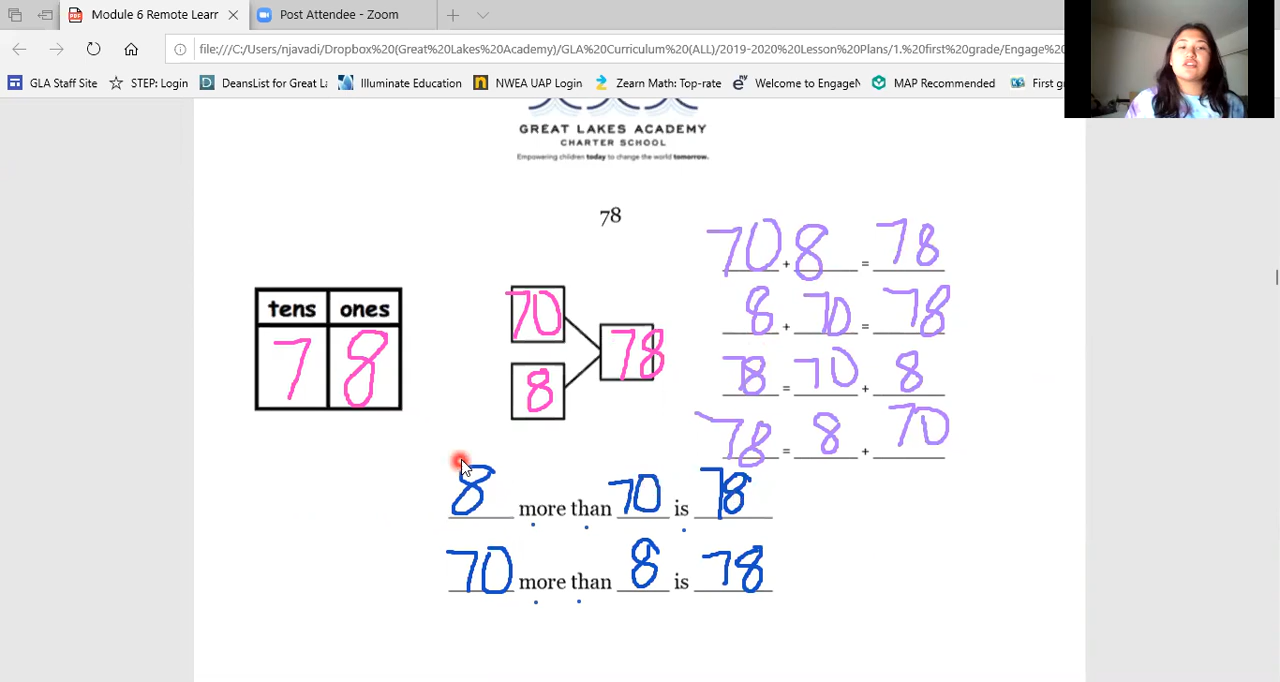 Module 6 Remote Learn
Post Attendee - Zoom
file:///C:/Users/njavadi/Dropbox%20(Great%20Lakes%20Academy)/GLA%20Curriculum%20(ALL)/2019-2020%20Lesson%20Plans/1.%20first%20grade/Engage%20
GLA Staff Site STEP: Login DeansList for Great L Illuminate Education NWEA UAP Login Zearn Math: Top-rate Welcome to EngageN MAP Recommended First gr
GREAT LAKES ACADEMY
CHARTER SCHOOL
Empowering children today to change the world tomorrow.
78
70 + 8 = 78
8 + 70 = 78
78 = 70 + 8
78 = 8 + 70
tens ones
7 8
70
8
78
8 more than 70 is 78
70 more than 8 is 78